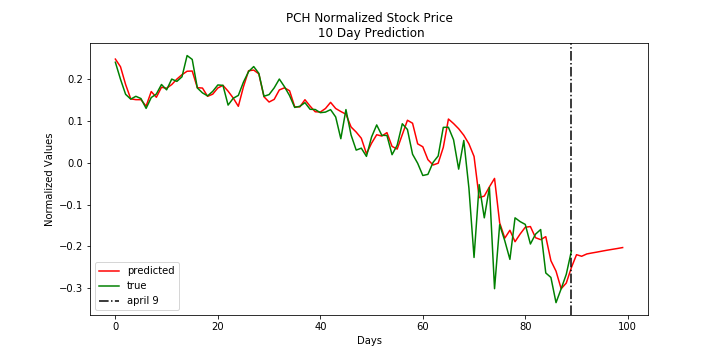 PCH Normalized Stock Price
10 Day Prediction
Normalized Values
0.2
0.1
0.0
−0.1
−0.2
−0.3
predicted
true
april 9
0
20
40
60
80
100
Days